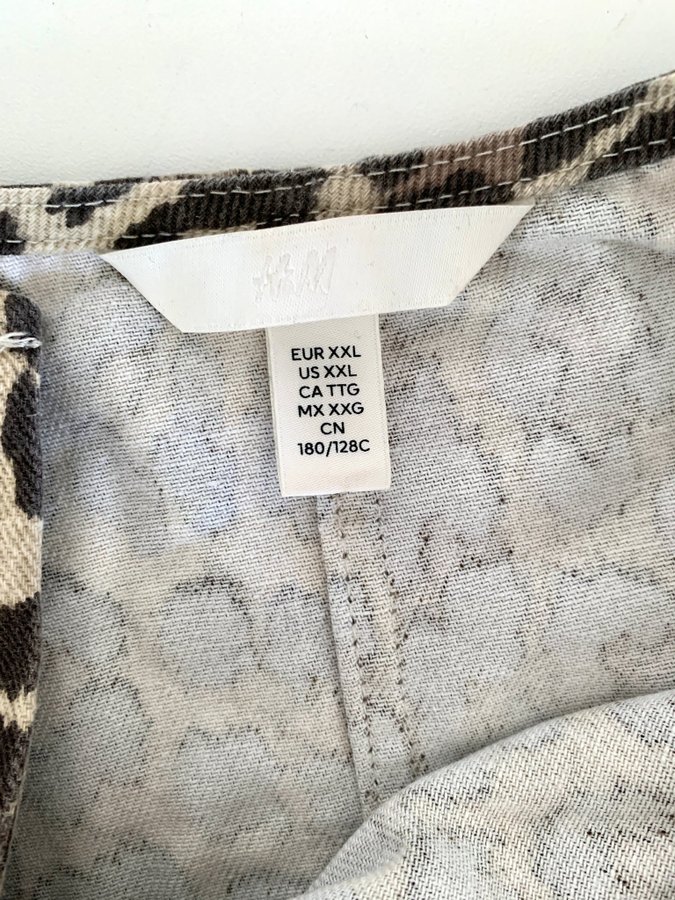 H&M
EUR XXL
US XXL
CA TTG
MX XXG
CN
180/128C